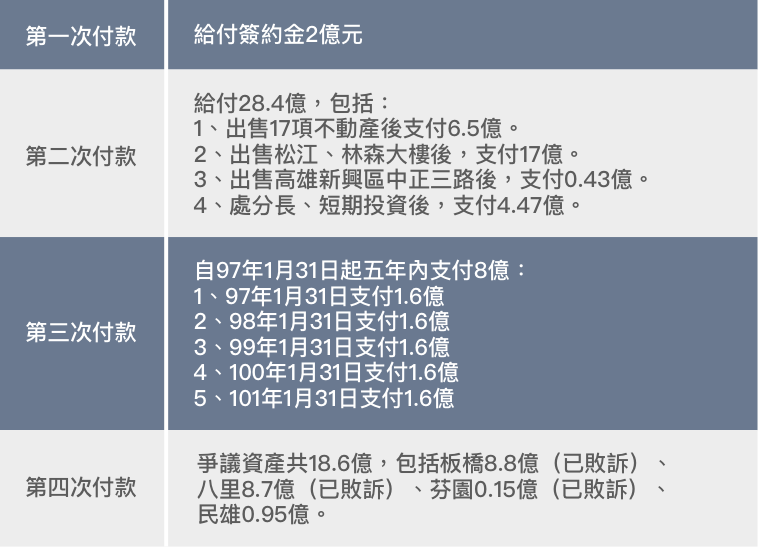 第一次付款
給付簽約金2億元
第二次付款
給付28.4億，包括：
1、出售17項不動產後支付6.5億。
2、出售松江、林森大樓後，支付17億。
3、出售高雄新興區中正三路後，支付0.43億。
4、處分長、短期投資後，支付4.47億。
第三次付款
自97年1月31日起五年內支付8億：
1、97年1月31日支付1.6億
2、98年1月31日支付1.6億
3、99年1月31日支付1.6億
4、100年1月31日支付1.6億
5、101年1月31日支付1.6億
第四次付款
爭議資產共18.6億，包括板橋8.8億（已敗訴）、
八里8.7億（已敗訴）、芬園0.15億（已敗訴）、
民雄0.95億。